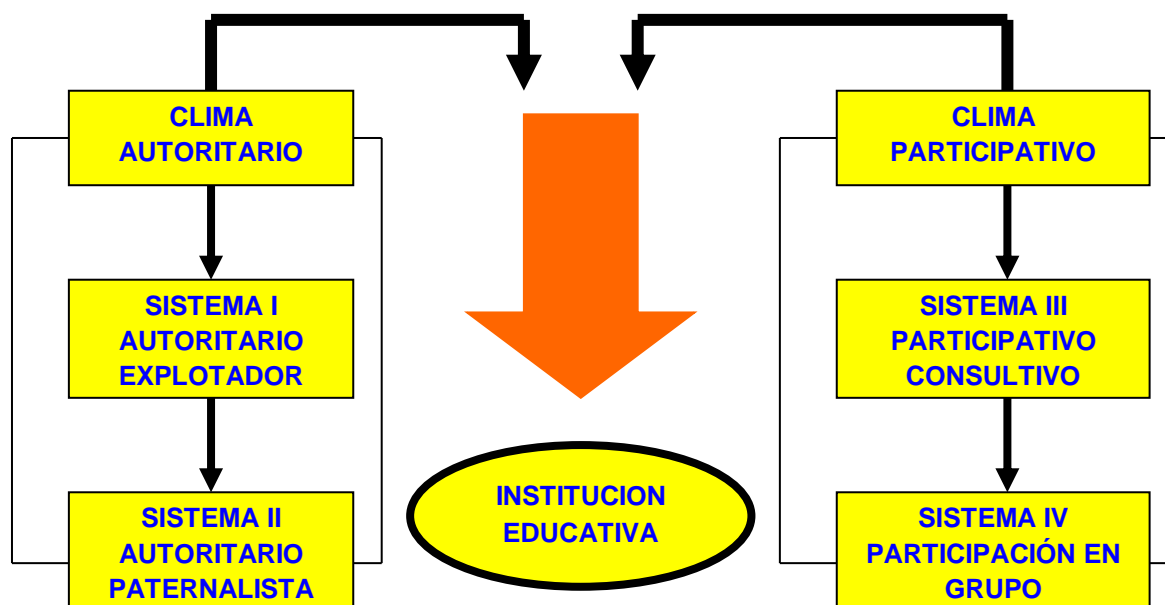 CLIMA
AUTORITARIO
CLIMA
PARTICIPATIVO
SISTEMA I
AUTORITARIO
EXPLOTADOR
SISTEMA III
PARTICIPATIVO
CONSULTIVO
INSTITUCION
EDUCATIVA
SISTEMA II
AUTORITARIO
PATERNALISTA
SISTEMA IV
PARTICIPACIÓN EN
GRUPO